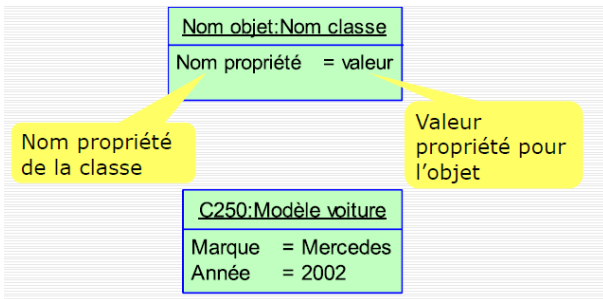 Nom objet:Nom classe
Nom propriété = valeur
Nom propriété
de la classe
Valeur
propriété pour
l'objet
C250:Modèle voiture
Marque = Mercedes
Année = 2002